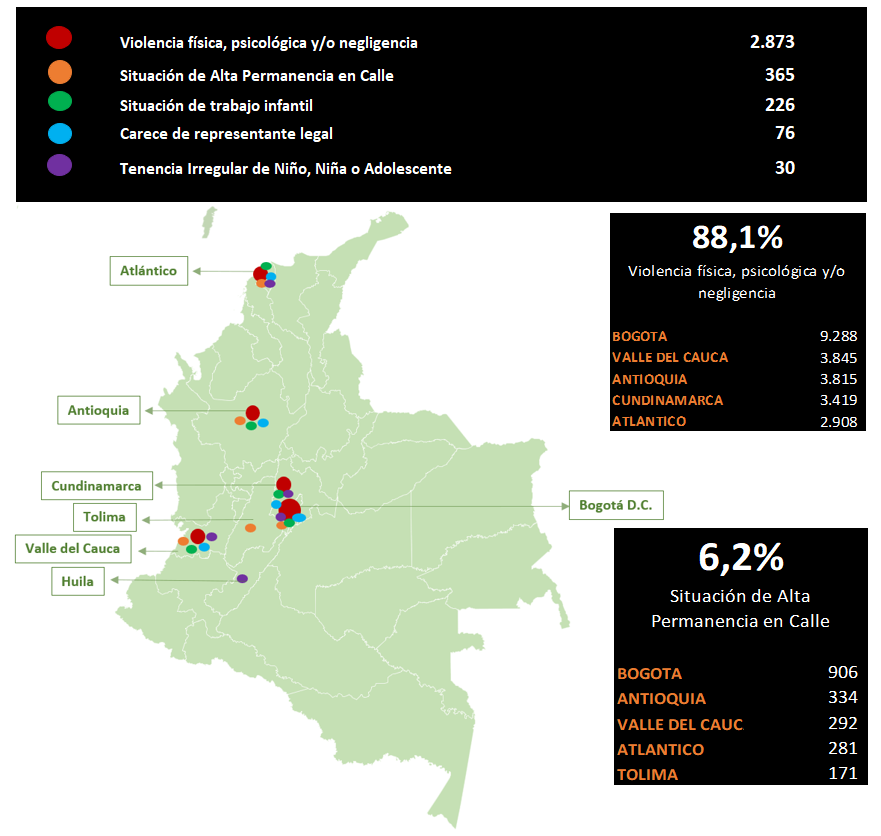 Violencia física, psicológica y/o negligencia 2.873
Situación de Alta Permanencia en Calle 365
Situación de trabajo infantil 226
Carece de representante legal 76
Tenencia Irregular de Niño, Niña o Adolescente 30
88,1%
Violencia física, psicológica y/o
negligencia
BOGOTA 9.288
VALLE DEL CAUCA 3.845
ANTIOQUIA 3.815
CUNDINAMARCA 3.419
ATLANTICO 2.908
Atlántico
Antioquia
Cundinamarca
Tolima
Valle del Cauca
Huila
Bogotá D.C.
6,2%
Situación de Alta
Permanencia en Calle
BOGOTA 906
ANTIOQUIA 334
VALLE DEL CAUC 292
ATLANTICO 281
TOLIMA 171